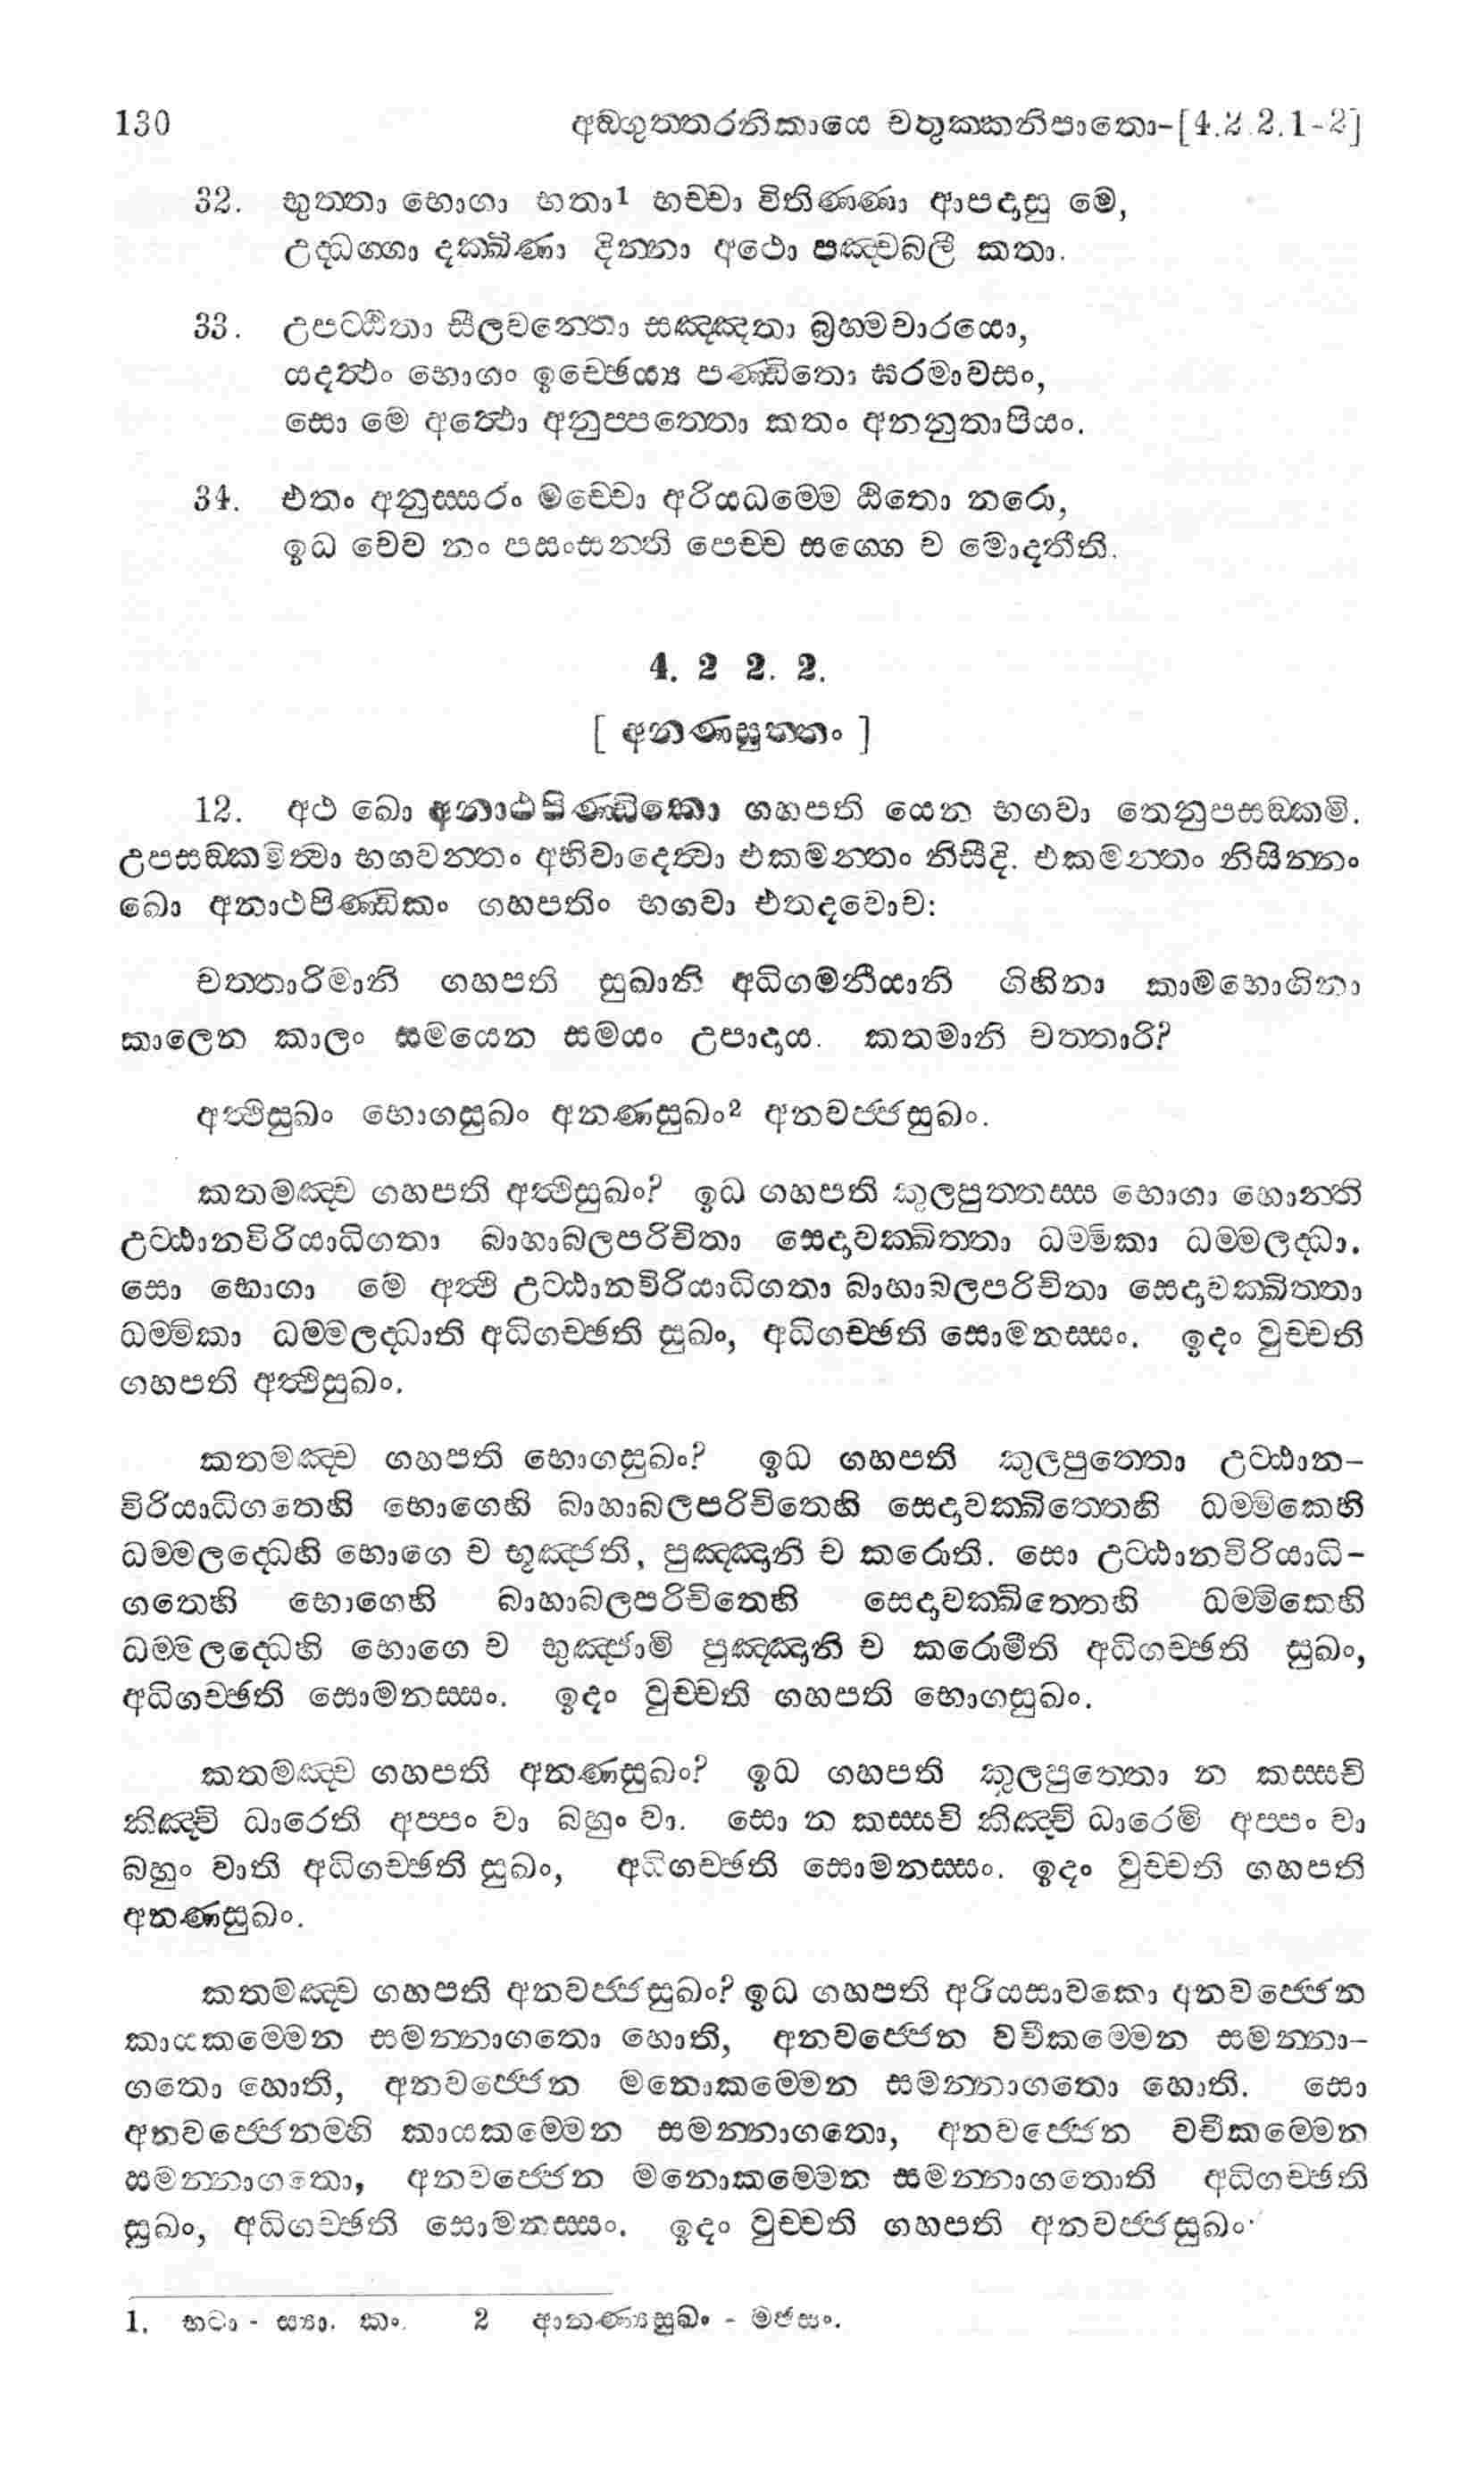 130 අඞ්ගුත්තරනිකායෙ චතුක්කනිපාතො-[4.2.2.1-2]
32. භුත්තා භොගා භතා¹ භච්චා විතිණ්ණා ආපදාසු මෙ,
උද්ධග්ගා දක්ඛිණා දින්නා අථො පඤ්චබලී කතා.
33. උපට්ඨිතා සීලවන්තො සඤ්ඤතා බ්‍රහ්මචාරයො,
යදත්ථං භොගං ඉච්ඡෙය්‍ය පණ්ඩිතො ඝරමාවසං,
සො මෙ අත්ථො අනුප්පත්තො කතං අනනුතාපියං.
34. එතං අනුස්සරං මච්චො අරියධම්මෙ ඨිතො නරො,
ඉධ චෙව නං පසංසන්ති පෙච්ච සග්ගෙ ච මොදතීති.
4. 2 2. 2.
[ අනණසුත්තං ]
12. අථ ඛො අනාථපිණ්ඩිකො ගහපති යෙන භගවා තෙනුපසඞ්කමි.
උපසඞ්කමිත්වා භගවන්තං අභිවාදෙත්වා එකමන්තං නිසීදි. එකමන්තං නිසින්නං
ඛො අනාථපිණ්ඩිකං ගහපතිං භගවා එතදවොච:
චත්තාරිමානි ගහපති සුඛානි අධිගමනීයානි ගිහිනා කාමභොගිනා
කාලෙන කාලං සමයෙන සමයං උපාදාය. කතමානි චත්තාරි?
අත්ථිසුඛං භොගසුඛං අනණසුඛං² අනවජ්ජසුඛං.
කතමඤ්ච ගහපති අත්ථිසුඛං? ඉධ ගහපති කුලපුත්තස්ස භොගා හොන්ති
උට්ඨානවිරියාධිගතා බාහාබලපරිචිතා සෙදාවක්ඛිත්තා ධම්මිකා ධම්මලද්ධා.
සො භොගා මෙ අත්ථි උට්ඨානවිරියාධිගතා බාහාබලපරිචිතා සෙදාවක්ඛිත්තා
ධම්මිකා ධම්මලද්ධාති අධිගච්ඡති සුඛං, අධිගච්ඡති සොමනස්සං. ඉදං වුච්චති
ගහපති අත්ථිසුඛං.
කතමඤ්ච ගහපති භොගසුඛං? ඉධ ගහපති කුලපුත්තො උට්ඨාන-
විරියාධිගතෙහි භොගෙහි බාහාබලපරිචිතෙහි සෙදාවක්ඛිත්තෙහි ධම්මිකෙහි
ධම්මලද්ධෙහි භොගෙ ච භූඤ්ජති, පුඤ්ඤානි ච කරොති. සො උට්ඨානවිරියාධි-
ගතෙහි භොගෙහි බාහාබලපරිචිතෙහි සෙදාවක්ඛිත්තෙහි ධම්මිකෙහි
ධම්මලද්ධෙහි භොගෙ ච භුඤ්ජාමි පුඤ්ඤානි ච කරොමීති අධිගච්ඡති සුඛං,
අධිගච්ඡති සොමනස්සං. ඉදං වුච්චති ගහපති භොගසුඛං.
කතමඤ්ච ගහපති අනණසුඛං? ඉධ ගහපති කුලපුත්තො න කස්සචි
කිඤ්චි ධාරෙති අප්පං වා බහුං වා. සො න කස්සචි කිඤ්චි ධාරෙමි අප්පං වා
බහුං වාති අධිගච්ඡති සුඛං, අධිගච්ඡති සොමනස්සං. ඉදං වුච්චති ගහපති
අනණසුඛං.
කතමඤ්ච ගහපති අනවජ්ජසුඛං? ඉධ ගහපති අරියසාවකො අනවජ්ජෙන
කායකම්මෙන සමන්නාගතො හොති, අනවජ්ජෙන වචීකම්මෙන සමන්නා-
ගතො හොති, අනවජ්ජෙන මනොකම්මෙන සමන්නාගතො හොති. සො
අනවජ්ජෙනම්හි කායකම්මෙන සමන්නාගතො, අනවජ්ජෙන වචීකම්මෙන
සමන්නාගතො, අනවජ්ජෙන මනොකම්මෙන සමන්නාගතොති අධිගච්ඡති
සුඛං, අධිගච්ඡති සොමනස්සං. ඉදං වුච්චති ගහපති අනවජ්ජසුඛං.
1. භටා - ස්‍යා. කං. 2 ආනණ්‍යසුඛං - මජසං.